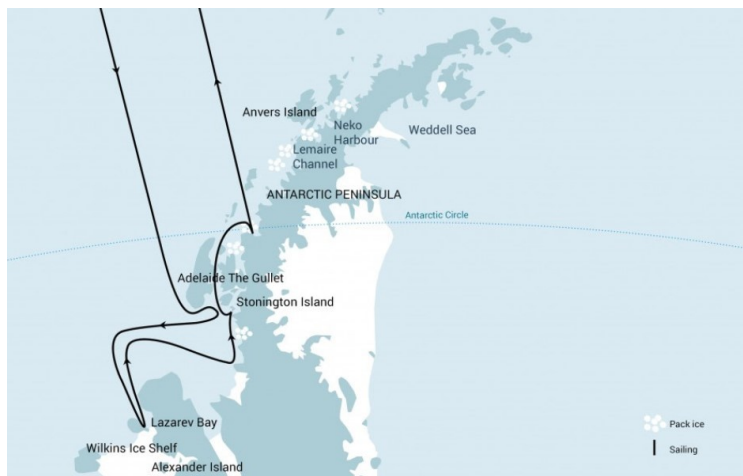 Anvers Island
Neko
Harbour
Weddell Sea
Lemaire
Channel
ANTARCTIC PENINSULA
Antarctic Circle
Adelaide The Gullet
Stonington Island
Lazarev Bay
Pack ice
Wilkins Ice Shelf
Sailing
Alexander Island